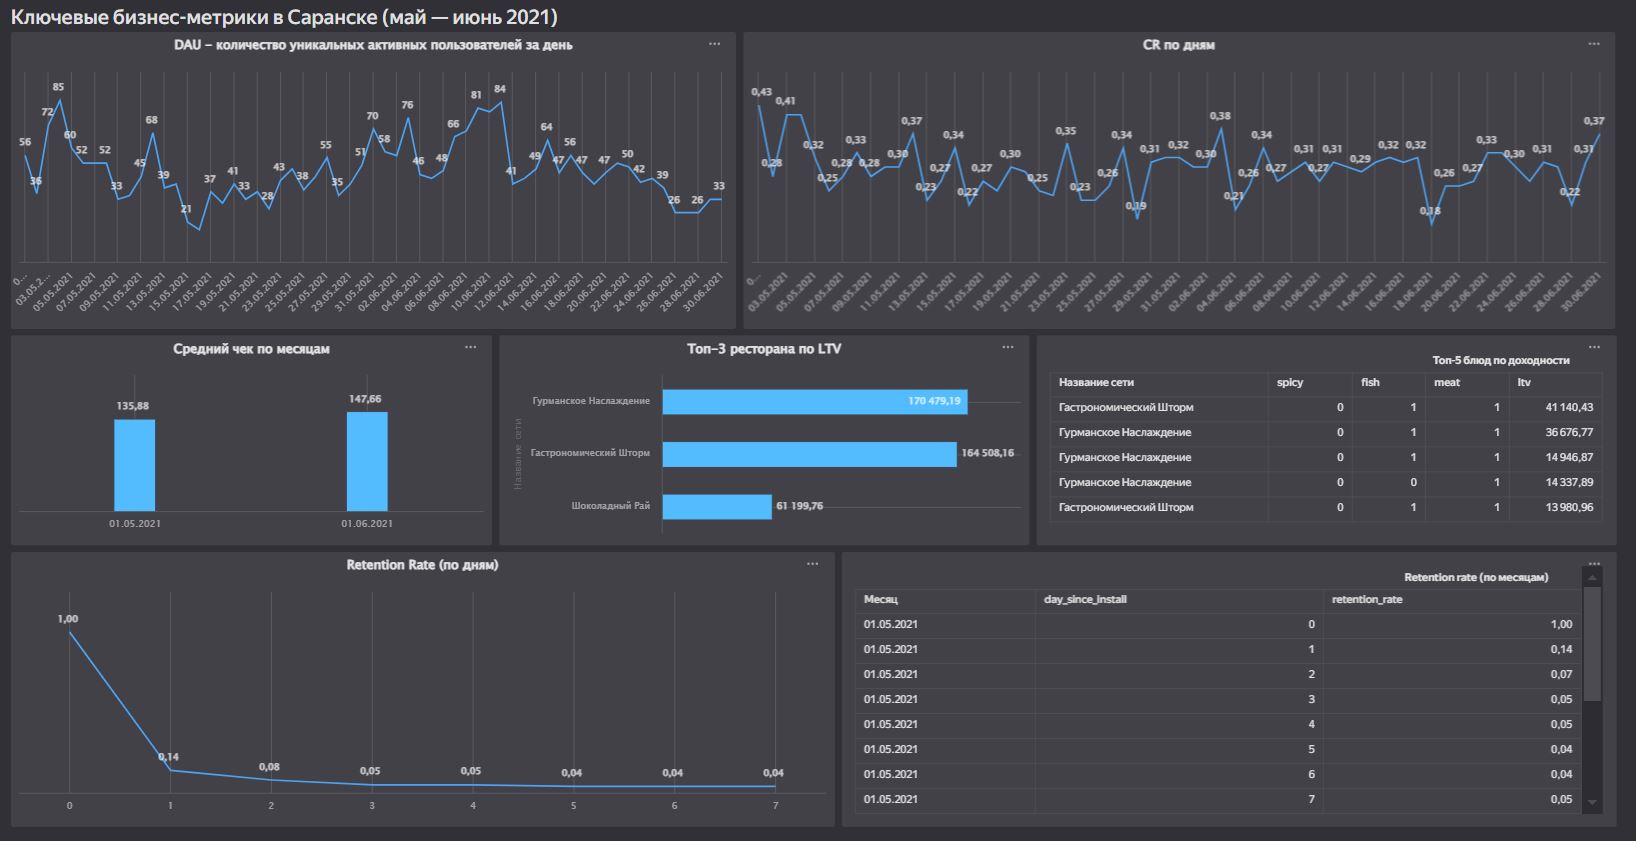 Ключевые бизнес-метрики в Саранске (май — июнь 2021)
DAU - количество уникальных активных пользователей за день
...
56 36 72 85 60 52 52 33 45 68 39 21 37 41 33 28 43 38 55 35 51 70 58 76 46 48 66 81 84 41 49 64 47 56 47 47 50 42 39 26 26 33
0... 03.05.2... 05.05.2021 07.05.2021 09.05.2021 11.05.2021 13.05.2021 15.05.2021 17.05.2021 19.05.2021 21.05.2021 23.05.2021 25.05.2021 27.05.2021 29.05.2021 31.05.2021 02.06.2021 04.06.2021 06.06.2021 08.06.2021 10.06.2021 12.06.2021 14.06.2021 16.06.2021 18.06.2021 20.06.2021 22.06.2021 24.06.2021 26.06.2021 28.06.2021 30.06.2021
CR по дням
...
0,43 0,28 0,41 0,32 0,25 0,28 0,33 0,28 0,30 0,37 0,23 0,27 0,34 0,22 0,27 0,30 0,25 0,35 0,23 0,26 0,34 0,19 0,31 0,32 0,30 0,38 0,21 0,26 0,34 0,27 0,31 0,27 0,31 0,29 0,32 0,32 0,18 0,26 0,27 0,33 0,30 0,31 0,22 0,31 0,37
0... 03.05.2021 05.05.2021 07.05.2021 09.05.2021 11.05.2021 13.05.2021 15.05.2021 17.05.2021 19.05.2021 21.05.2021 23.05.2021 25.05.2021 27.05.2021 29.05.2021 31.05.2021 02.06.2021 04.06.2021 06.06.2021 08.06.2021 10.06.2021 12.06.2021 14.06.2021 16.06.2021 18.06.2021 20.06.2021 22.06.2021 24.06.2021 26.06.2021 28.06.2021 30.06.2021
Средний чек по месяцам
...
135,88 147,66
01.05.2021 01.06.2021
Топ-3 ресторана по LTV
...
Название сети
Гурманское Наслаждение 170 479,19
Гастрономический Шторм 164 508,16
Шоколадный Рай 61 199,76
...
Топ-5 блюд по доходности
Название сети spicy fish meat ltv
Гастрономический Шторм 0 1 1 41 140,43
Гурманское Наслаждение 0 1 1 36 676,77
Гурманское Наслаждение 0 1 1 14 946,87
Гурманское Наслаждение 0 0 1 14 337,89
Гастрономический Шторм 0 1 1 13 980,96
Retention Rate (по дням)
...
1,00 0,14 0,08 0,05 0,05 0,04 0,04 0,04
0 1 2 3 4 5 6 7
...
Retention rate (по месяцам)
Месяц day_since_install retention_rate
01.05.2021 0 1,00
01.05.2021 1 0,14
01.05.2021 2 0,07
01.05.2021 3 0,05
01.05.2021 4 0,05
01.05.2021 5 0,04
01.05.2021 6 0,04
01.05.2021 7 0,05